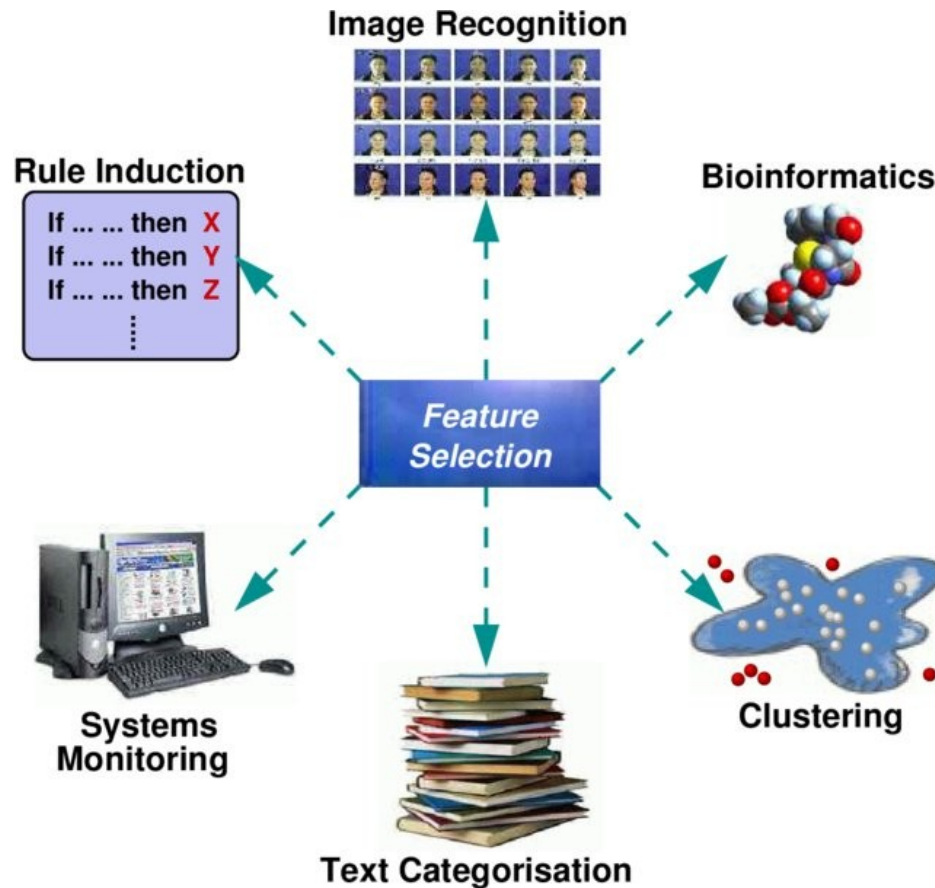 Image Recognition
Rule Induction
If ... ... then X
If ... ... then Y
If ... ... then Z
Bioinformatics
Feature
Selection
Systems
Monitoring
Clustering
Text Categorisation